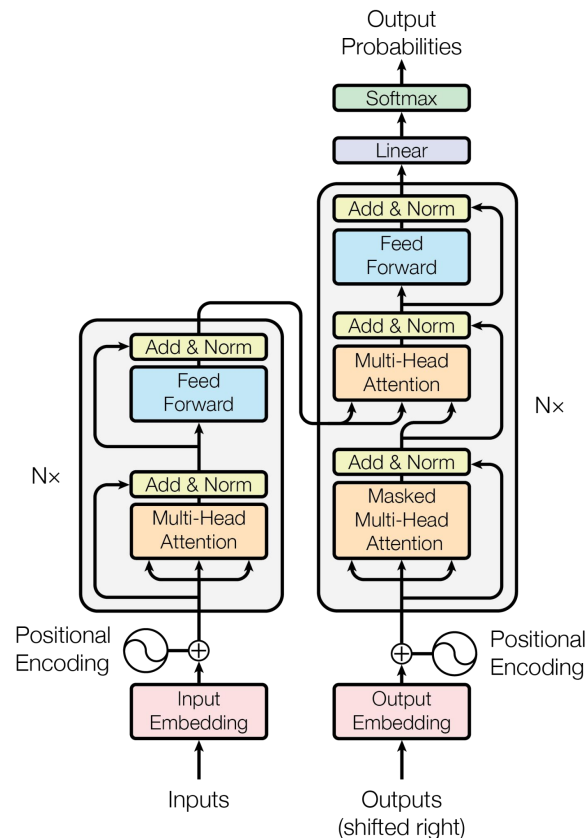 Output
Probabilities
Softmax
Linear
Add & Norm
Feed
Forward
Add & Norm
Multi-Head
Attention
Add & Norm
Masked
Multi-Head
Attention
N×
Add & Norm
Feed
Forward
Add & Norm
Multi-Head
Attention
N×
Positional
Encoding
Positional
Encoding
Input
Embedding
Output
Embedding
Inputs
Outputs
(shifted right)